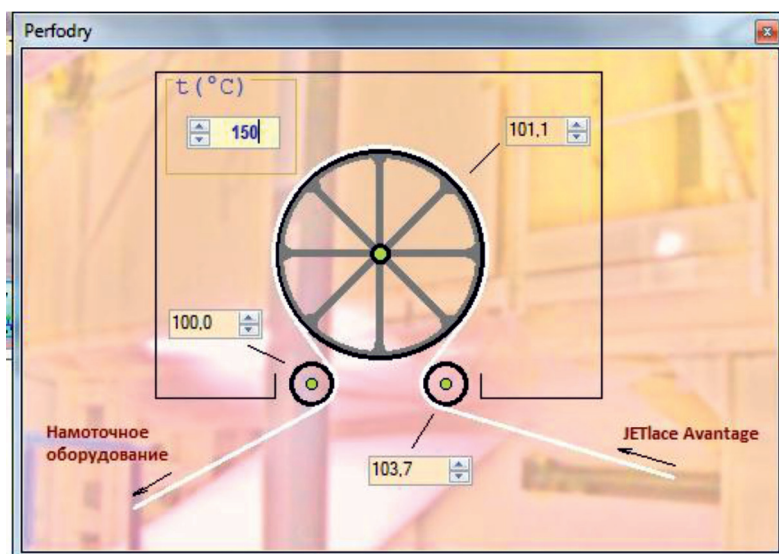 Perfodry
t(°C)
150
101,1
100,0
Намоточное
оборудование
JETlace Avantage
103,7